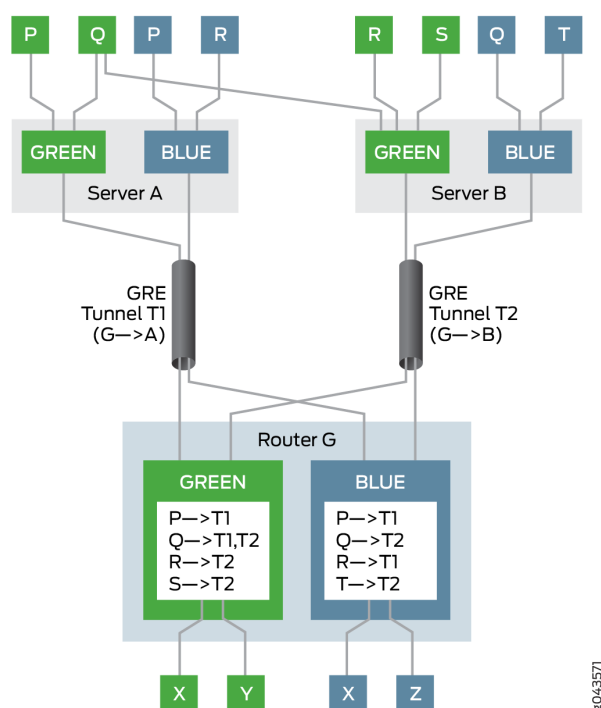 P Q P R R S Q T
GREEN BLUE GREEN BLUE
Server A Server B
GRE
Tunnel T1
(G—>A)
GRE
Tunnel T2
(G—>B)
Router G
GREEN
P—>T1
Q—>T1,T2
R—>T2
S—>T2
BLUE
P—>T1
Q—>T2
R—>T1
T—>T2
X Y X Z
g043571